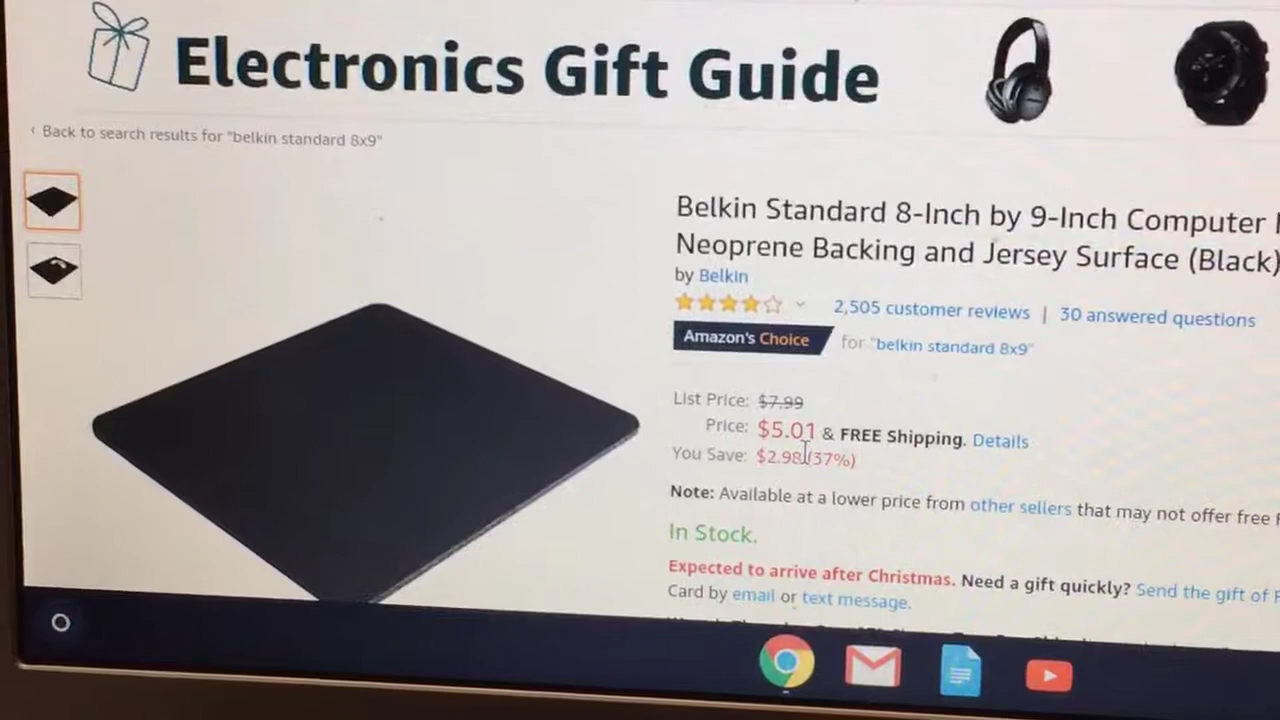 Electronics Gift Guide
‹ Back to search results for "belkin standard 8x9"
Belkin Standard 8-Inch by 9-Inch Computer
Neoprene Backing and Jersey Surface (Black)
by Belkin
2,505 customer reviews | 30 answered questions
Amazon's Choice for "belkin standard 8x9"
List Price: $7.99
Price: $5.01 & FREE Shipping. Details
You Save: $2.98 (37%)
Note: Available at a lower price from other sellers that may not offer free
In Stock.
Expected to arrive after Christmas. Need a gift quickly? Send the gift of
Card by email or text message.